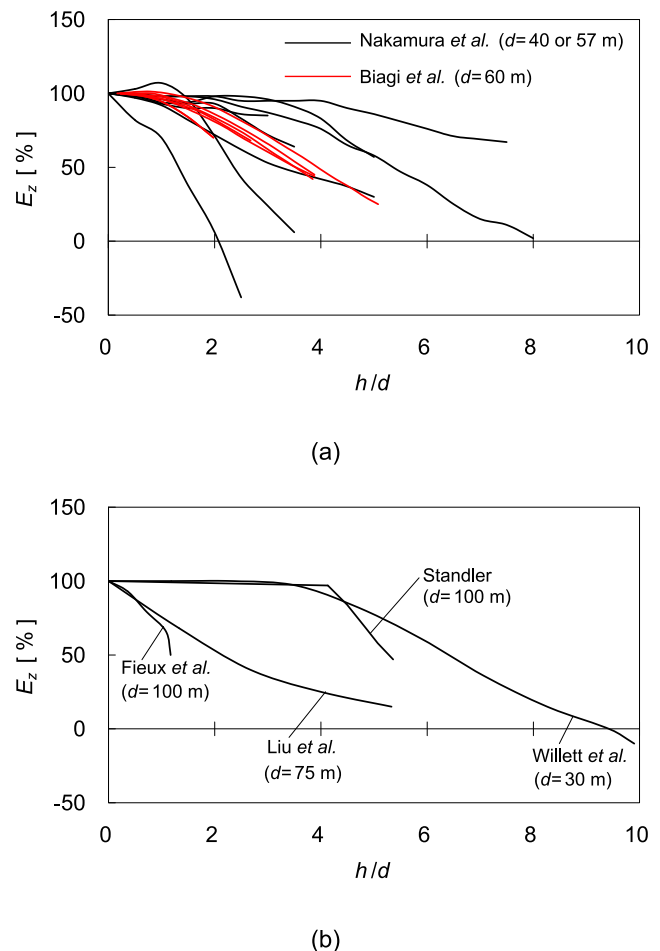 150
Nakamura et al. (d= 40 or 57 m)
Biagi et al. (d= 60 m)
100
50
0
-50
E_z [ % ]
0 2 4 6 8 10
h/d
(a)
150
100
50
0
-50
E_z [ % ]
Standler
(d= 100 m)
Fieux et al.
(d= 100 m)
Liu et al.
(d= 75 m)
Willett et al.
(d= 30 m)
0 2 4 6 8 10
h/d
(b)